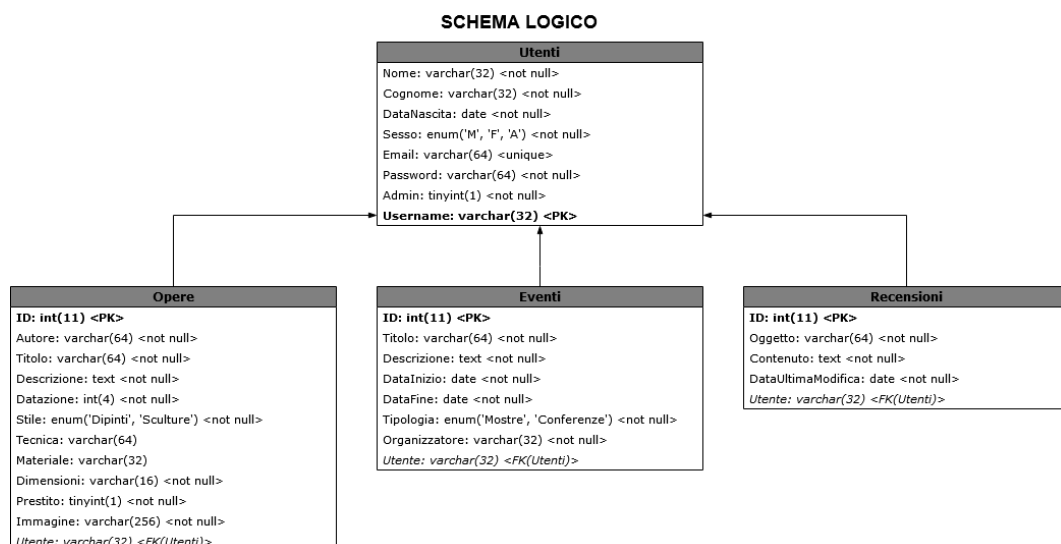 SCHEMA LOGICO
Utenti
Nome: varchar(32) <not null>
Cognome: varchar(32) <not null>
DataNascita: date <not null>
Sesso: enum('M', 'F', 'A') <not null>
Email: varchar(64) <unique>
Password: varchar(64) <not null>
Admin: tinyint(1) <not null>
Username: varchar(32) <PK>
Opere
ID: int(11) <PK>
Autore: varchar(64) <not null>
Titolo: varchar(64) <not null>
Descrizione: text <not null>
Datazione: int(4) <not null>
Stile: enum('Dipinti', 'Sculture') <not null>
Tecnica: varchar(64)
Materiale: varchar(32)
Dimensioni: varchar(16) <not null>
Prestito: tinyint(1) <not null>
Immagine: varchar(256) <not null>
Utente: varchar(32) <FK(Utenti)>
Eventi
ID: int(11) <PK>
Titolo: varchar(64) <not null>
Descrizione: text <not null>
DataInizio: date <not null>
DataFine: date <not null>
Tipologia: enum('Mostre', 'Conferenze') <not null>
Organizzatore: varchar(32) <not null>
Utente: varchar(32) <FK(Utenti)>
Recensioni
ID: int(11) <PK>
Oggetto: varchar(64) <not null>
Contenuto: text <not null>
DataUltimaModifica: date <not null>
Utente: varchar(32) <FK(Utenti)>